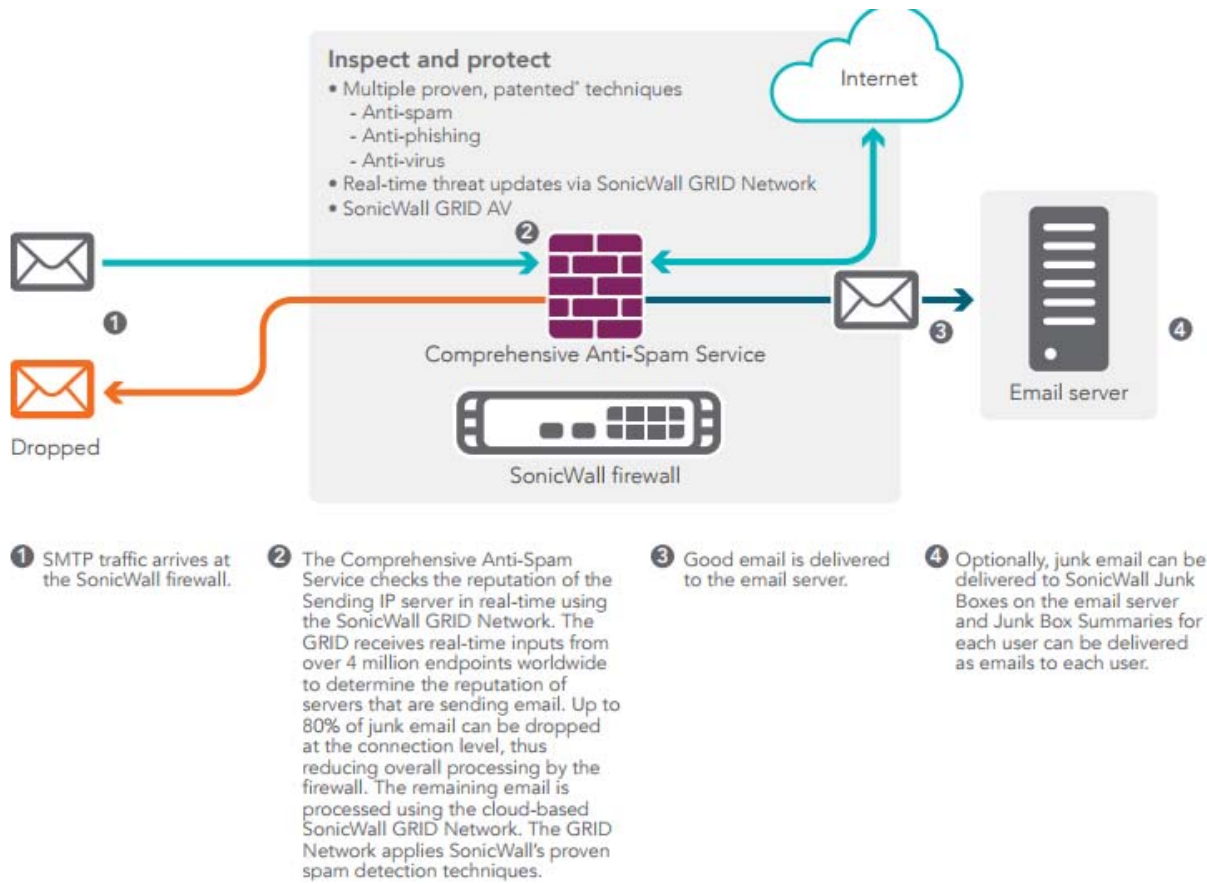 Inspect and protect
• Multiple proven, patented* techniques
- Anti-spam
- Anti-phishing
- Anti-virus
• Real-time threat updates via SonicWall GRID Network
• SonicWall GRID AV
Internet
2
1
3
4
Comprehensive Anti-Spam Service
Email server
Dropped
SonicWall firewall
1 SMTP traffic arrives at
the SonicWall firewall.
2 The Comprehensive Anti-Spam
Service checks the reputation of the
Sending IP server in real-time using
the SonicWall GRID Network. The
GRID receives real-time inputs from
over 4 million endpoints worldwide
to determine the reputation of
servers that are sending email. Up to
80% of junk email can be dropped
at the connection level, thus
reducing overall processing by the
firewall. The remaining email is
processed using the cloud-based
SonicWall GRID Network. The GRID
Network applies SonicWall's proven
spam detection techniques.
3 Good email is delivered
to the email server.
4 Optionally, junk email can be
delivered to SonicWall Junk
Boxes on the email server
and Junk Box Summaries for
each user can be delivered
as emails to each user.